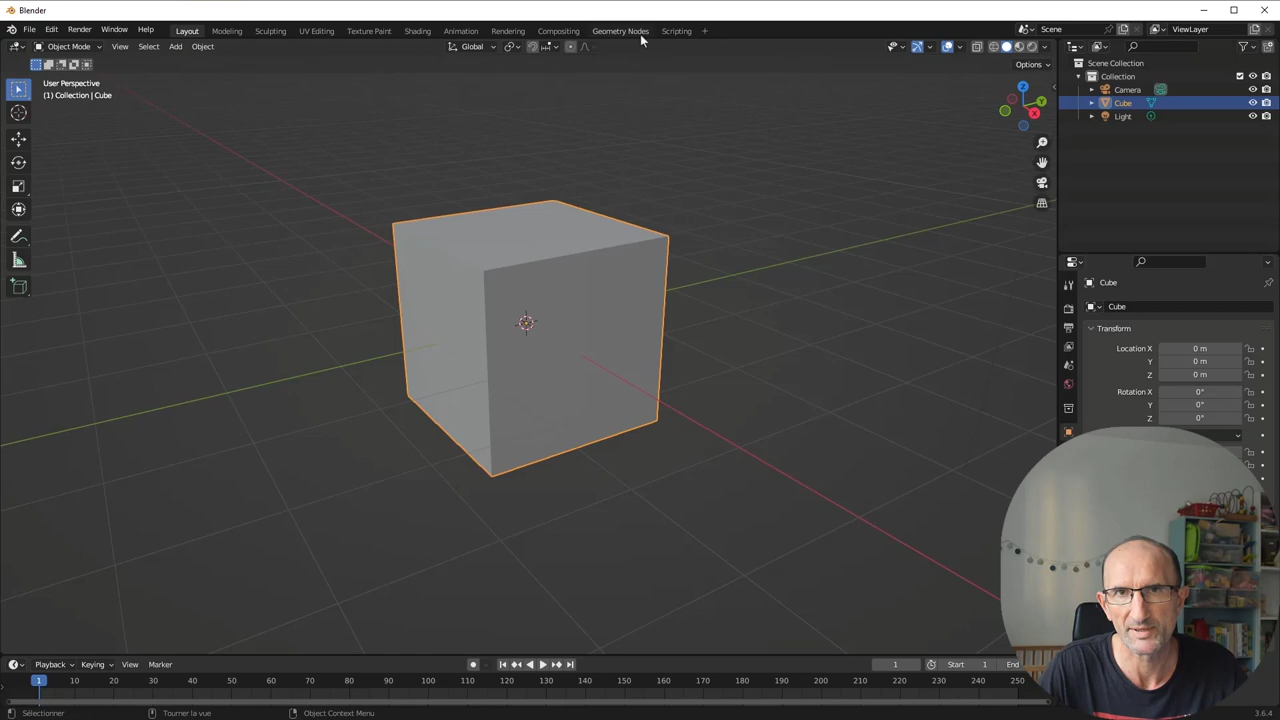 Blender
File Edit Render Window Help Layout Modeling Sculpting UV Editing Texture Paint Shading Animation Rendering Compositing Geometry Nodes Scripting + Scene ViewLayer
Object Mode View Select Add Object Global
Options
User Perspective
(1) Collection | Cube
X
Y
Z
Scene Collection
Collection
Camera
Cube
Light
Cube
Cube
Transform
Location X 0 m
Y 0 m
Z 0 m
Rotation X 0°
Y 0°
Z 0°
Playback Keying View Marker 1 Start 1 End
1 10 20 30 40 50 60 70 80 90 100 110 120 130 140 150 160 170 180 190 200 210 220 230 240 250
Sélectionner Tourner la vue Object Context Menu 3.6.4